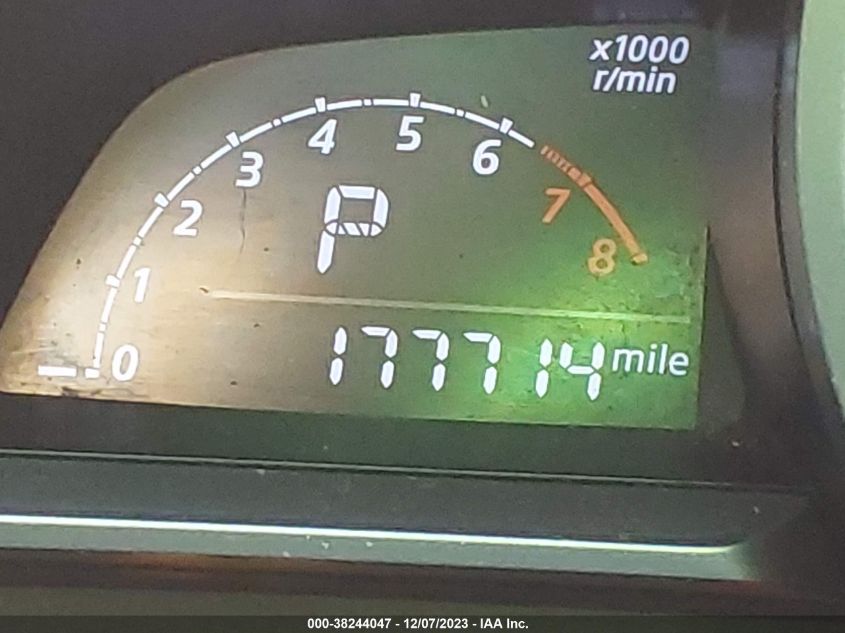 x1000
r/min
0 1 2 3 4 5 6 7 8
P
177714 mile
000-38244047 - 12/07/2023 - IAA Inc.